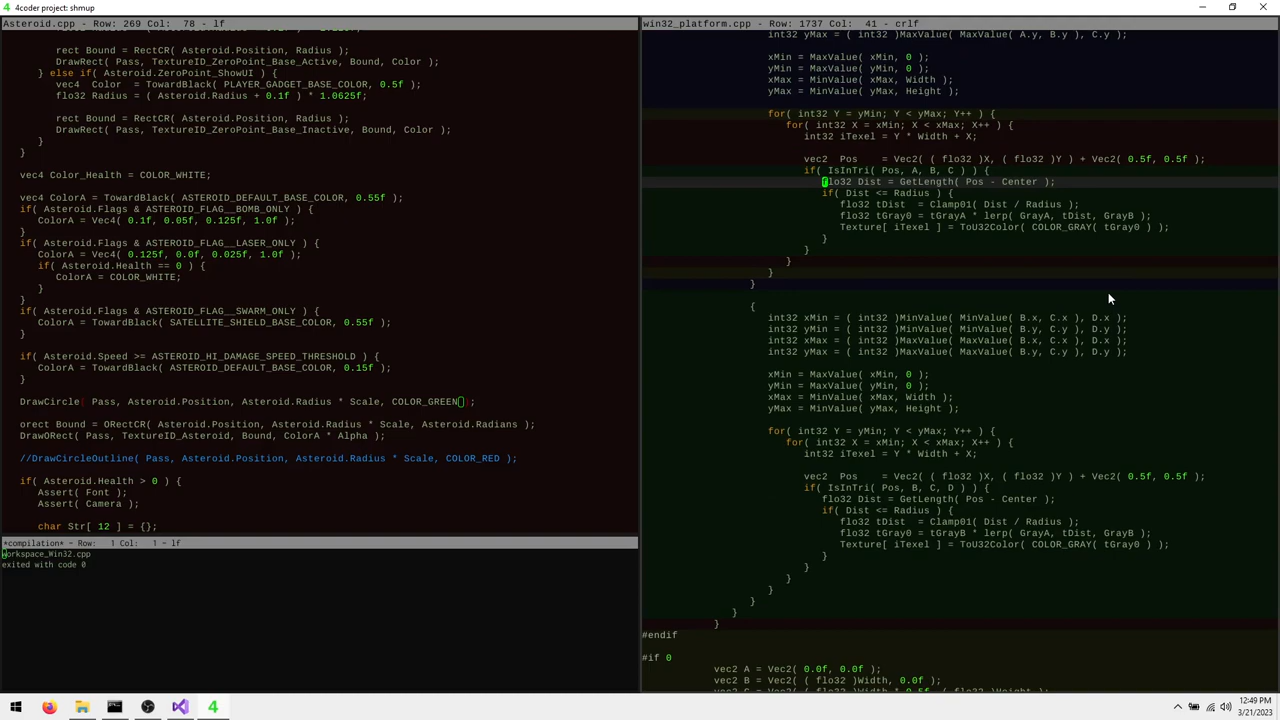 4coder project: shmup
Asteroid.cpp - Row: 269 Col: 78 - lf
rect Bound = RectCR( Asteroid.Position, Radius );
DrawRect( Pass, TextureID_ZeroPoint_Base_Active, Bound, Color );
} else if( Asteroid.ZeroPoint_ShowUI ) {
vec4 Color = TowardBlack( PLAYER_GADGET_BASE_COLOR, 0.5f );
flo32 Radius = ( Asteroid.Radius + 0.1f ) * 1.0625f;
rect Bound = RectCR( Asteroid.Position, Radius );
DrawRect( Pass, TextureID_ZeroPoint_Base_Inactive, Bound, Color );
}
}
vec4 Color_Health = COLOR_WHITE;
vec4 ColorA = TowardBlack( ASTEROID_DEFAULT_BASE_COLOR, 0.55f );
if( Asteroid.Flags & ASTEROID_FLAG__BOMB_ONLY ) {
ColorA = Vec4( 0.1f, 0.05f, 0.125f, 1.0f );
}
if( Asteroid.Flags & ASTEROID_FLAG__LASER_ONLY ) {
ColorA = Vec4( 0.125f, 0.0f, 0.025f, 1.0f );
if( Asteroid.Health == 0 ) {
ColorA = COLOR_WHITE;
}
}
if( Asteroid.Flags & ASTEROID_FLAG__SWARM_ONLY ) {
ColorA = TowardBlack( SATELLITE_SHIELD_BASE_COLOR, 0.55f );
}
if( Asteroid.Speed >= ASTEROID_HI_DAMAGE_SPEED_THRESHOLD ) {
ColorA = TowardBlack( ASTEROID_DEFAULT_BASE_COLOR, 0.15f );
}
DrawCircle( Pass, Asteroid.Position, Asteroid.Radius * Scale, COLOR_GREEN );
orect Bound = ORectCR( Asteroid.Position, Asteroid.Radius * Scale, Asteroid.Radians );
DrawORect( Pass, TextureID_Asteroid, Bound, ColorA * Alpha );
//DrawCircleOutline( Pass, Asteroid.Position, Asteroid.Radius * Scale, COLOR_RED );
if( Asteroid.Health > 0 ) {
Assert( Font );
Assert( Camera );
char Str[ 12 ] = {};
*compilation* - Row: 1 Col: 1 - lf
workspace_Win32.cpp
exited with code 0
win32_platform.cpp - Row: 1737 Col: 41 - crlf
int32 yMax = ( int32 )MaxValue( MaxValue( A.y, B.y ), C.y );
xMin = MaxValue( xMin, 0 );
yMin = MaxValue( yMin, 0 );
xMax = MinValue( xMax, Width );
yMax = MinValue( yMax, Height );
for( int32 Y = yMin; Y < yMax; Y++ ) {
for( int32 X = xMin; X < xMax; X++ ) {
int32 iTexel = Y * Width + X;
vec2 Pos = Vec2( ( flo32 )X, ( flo32 )Y ) + Vec2( 0.5f, 0.5f );
if( IsInTri( Pos, A, B, C ) ) {
flo32 Dist = GetLength( Pos - Center );
if( Dist <= Radius ) {
flo32 tDist = Clamp01( Dist / Radius );
flo32 tGray0 = tGrayA * lerp( GrayA, tDist, GrayB );
Texture[ iTexel ] = ToU32Color( COLOR_GRAY( tGray0 ) );
}
}
}
}
}
{
int32 xMin = ( int32 )MinValue( MinValue( B.x, C.x ), D.x );
int32 yMin = ( int32 )MinValue( MinValue( B.y, C.y ), D.y );
int32 xMax = ( int32 )MaxValue( MaxValue( B.x, C.x ), D.x );
int32 yMax = ( int32 )MaxValue( MaxValue( B.y, C.y ), D.y );
xMin = MaxValue( xMin, 0 );
yMin = MaxValue( yMin, 0 );
xMax = MinValue( xMax, Width );
yMax = MinValue( yMax, Height );
for( int32 Y = yMin; Y < yMax; Y++ ) {
for( int32 X = xMin; X < xMax; X++ ) {
int32 iTexel = Y * Width + X;
vec2 Pos = Vec2( ( flo32 )X, ( flo32 )Y ) + Vec2( 0.5f, 0.5f );
if( IsInTri( Pos, B, C, D ) ) {
flo32 Dist = GetLength( Pos - Center );
if( Dist <= Radius ) {
flo32 tDist = Clamp01( Dist / Radius );
flo32 tGray0 = tGrayA * lerp( GrayA, tDist, GrayB );
Texture[ iTexel ] = ToU32Color( COLOR_GRAY( tGray0 ) );
}
}
}
}
}
}
}
#endif
#if 0
vec2 A = Vec2( 0.0f, 0.0f );
vec2 B = Vec2( ( flo32 )Width, 0.0f );
vec2 C = Vec2( ( flo32 )Width * 0.5f, ( flo32 )Height );
12:49 PM
3/21/2023